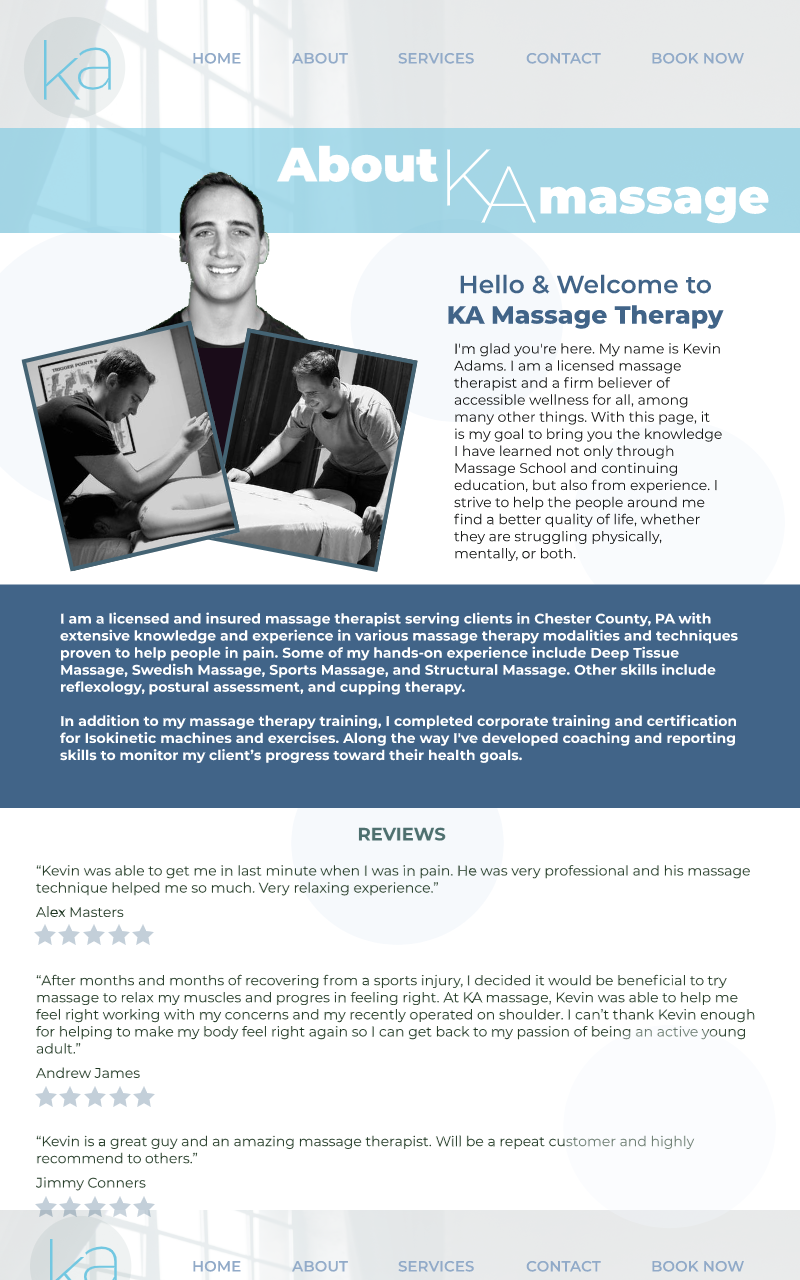 ka
HOME ABOUT SERVICES CONTACT BOOK NOW
About KA massage
Hello & Welcome to
KA Massage Therapy
I'm glad you're here. My name is Kevin
Adams. I am a licensed massage
therapist and a firm believer of
accessible wellness for all, among
many other things. With this page, it
is my goal to bring you the knowledge
I have learned not only through
Massage School and continuing
education, but also from experience. I
strive to help the people around me
find a better quality of life, whether
they are struggling physically,
mentally, or both.
TRIGGER POINTS
I am a licensed and insured massage therapist serving clients in Chester County, PA with
extensive knowledge and experience in various massage therapy modalities and techniques
proven to help people in pain. Some of my hands-on experience include Deep Tissue
Massage, Swedish Massage, Sports Massage, and Structural Massage. Other skills include
reflexology, postural assessment, and cupping therapy.
In addition to my massage therapy training, I completed corporate training and certification
for Isokinetic machines and exercises. Along the way I've developed coaching and reporting
skills to monitor my client’s progress toward their health goals.
REVIEWS
“Kevin was able to get me in last minute when I was in pain. He was very professional and his massage
technique helped me so much. Very relaxing experience.”
Alex Masters
“After months and months of recovering from a sports injury, I decided it would be beneficial to try
massage to relax my muscles and progres in feeling right. At KA massage, Kevin was able to help me
feel right working with my concerns and my recently operated on shoulder. I can’t thank Kevin enough
for helping to make my body feel right again so I can get back to my passion of being an active young
adult.”
Andrew James
“Kevin is a great guy and an amazing massage therapist. Will be a repeat customer and highly
recommend to others.”
Jimmy Conners
ka
HOME ABOUT SERVICES CONTACT BOOK NOW